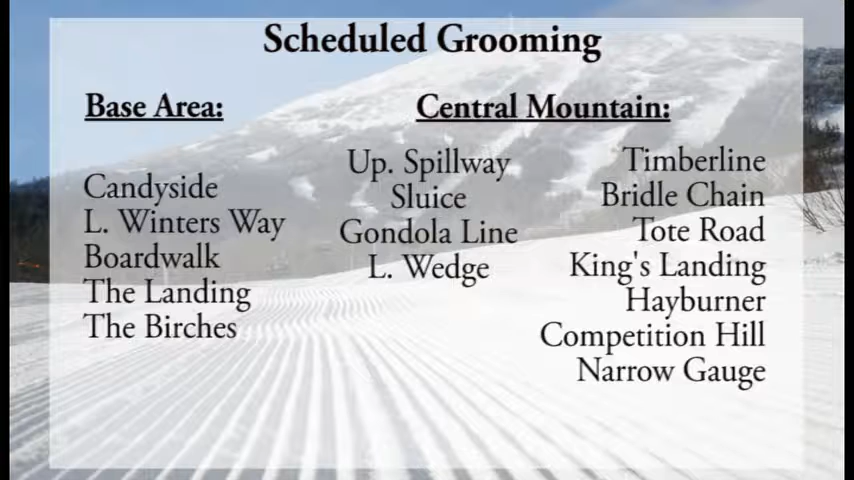 Scheduled Grooming
Base Area:
Candyside
L. Winters Way
Boardwalk
The Landing
The Birches
Central Mountain:
Up. Spillway
Sluice
Gondola Line
L. Wedge
Timberline
Bridle Chain
Tote Road
King's Landing
Hayburner
Competition Hill
Narrow Gauge